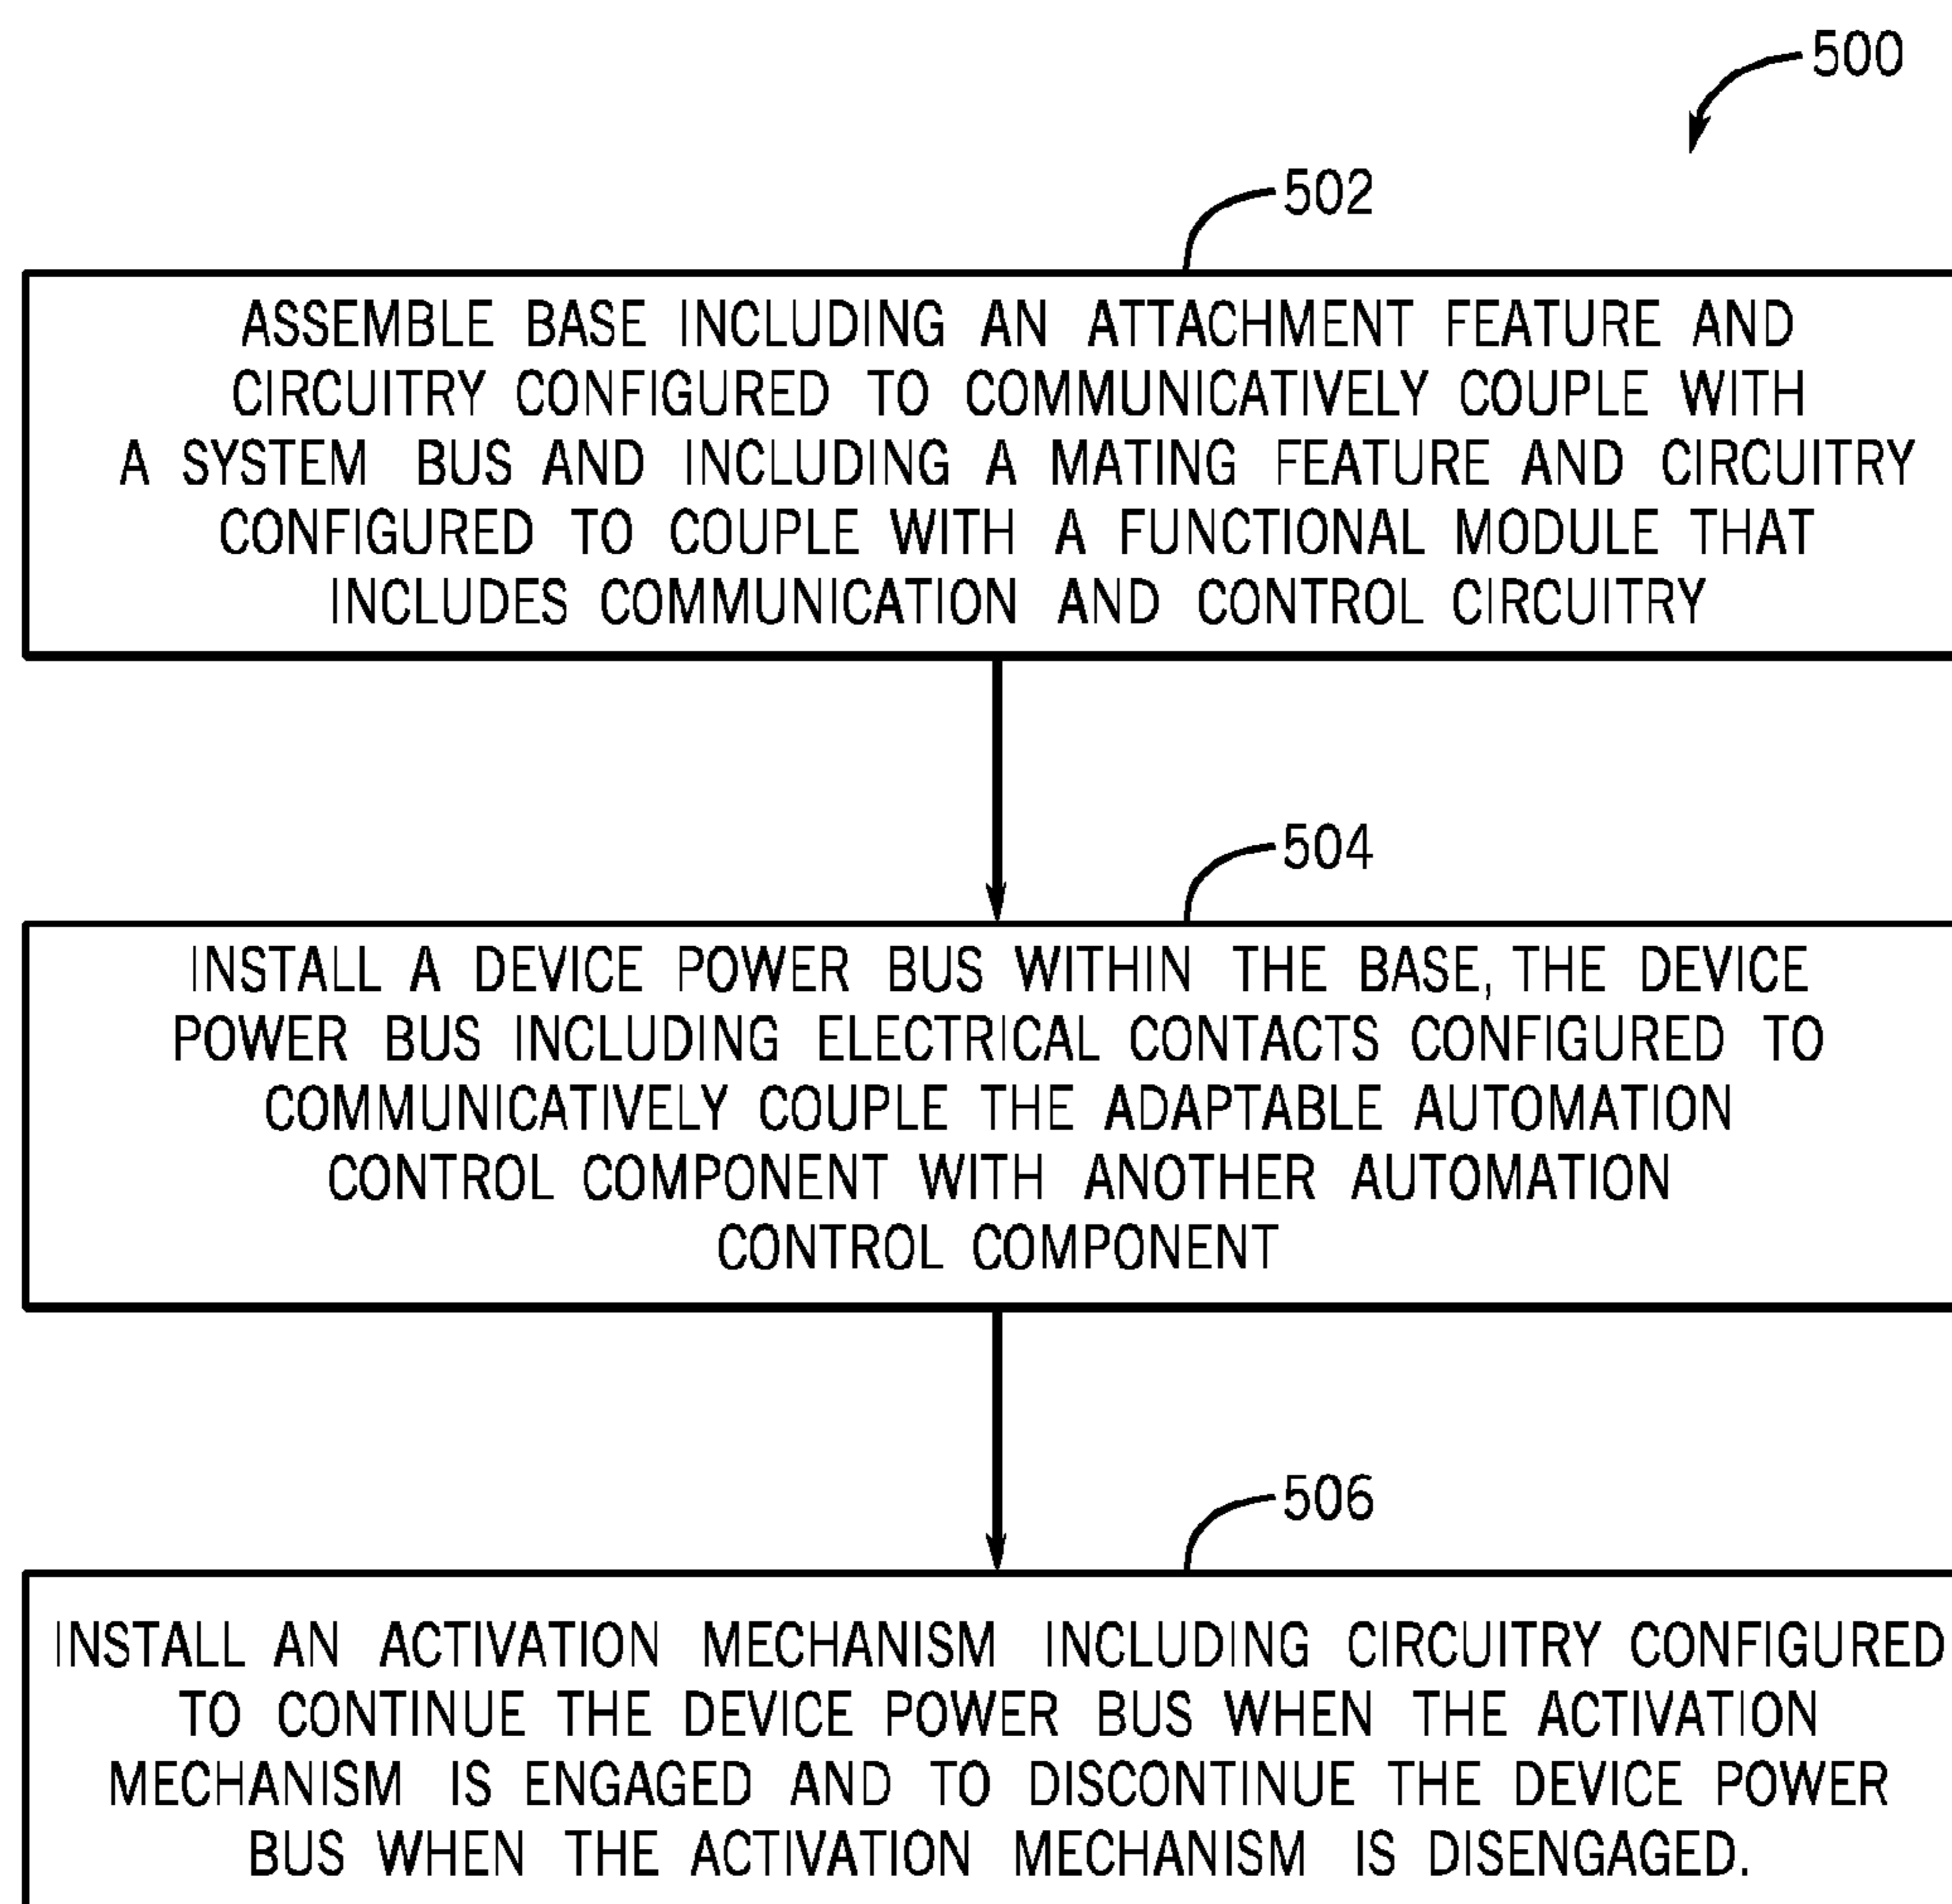 500
502
ASSEMBLE BASE INCLUDING AN ATTACHMENT FEATURE AND
CIRCUITRY CONFIGURED TO COMMUNICATIVELY COUPLE WITH
A SYSTEM BUS AND INCLUDING A MATING FEATURE AND CIRCUITRY
CONFIGURED TO COUPLE WITH A FUNCTIONAL MODULE THAT
INCLUDES COMMUNICATION AND CONTROL CIRCUITRY
504
INSTALL A DEVICE POWER BUS WITHIN THE BASE, THE DEVICE
POWER BUS INCLUDING ELECTRICAL CONTACTS CONFIGURED TO
COMMUNICATIVELY COUPLE THE ADAPTABLE AUTOMATION
CONTROL COMPONENT WITH ANOTHER AUTOMATION
CONTROL COMPONENT
506
INSTALL AN ACTIVATION MECHANISM INCLUDING CIRCUITRY CONFIGURED
TO CONTINUE THE DEVICE POWER BUS WHEN THE ACTIVATION
MECHANISM IS ENGAGED AND TO DISCONTINUE THE DEVICE POWER
BUS WHEN THE ACTIVATION MECHANISM IS DISENGAGED.